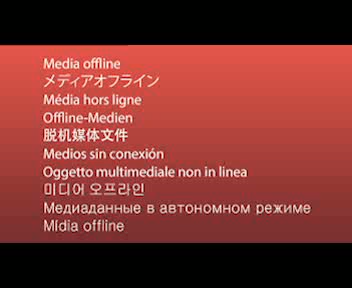 Media offline
メディアオフライン
Média hors ligne
Offline-Medien
脱机媒体文件
Medios sin conexión
Oggetto multimediale non in linea
미디어 오프라인
Медиаданные в автономном режиме
Mídia offline